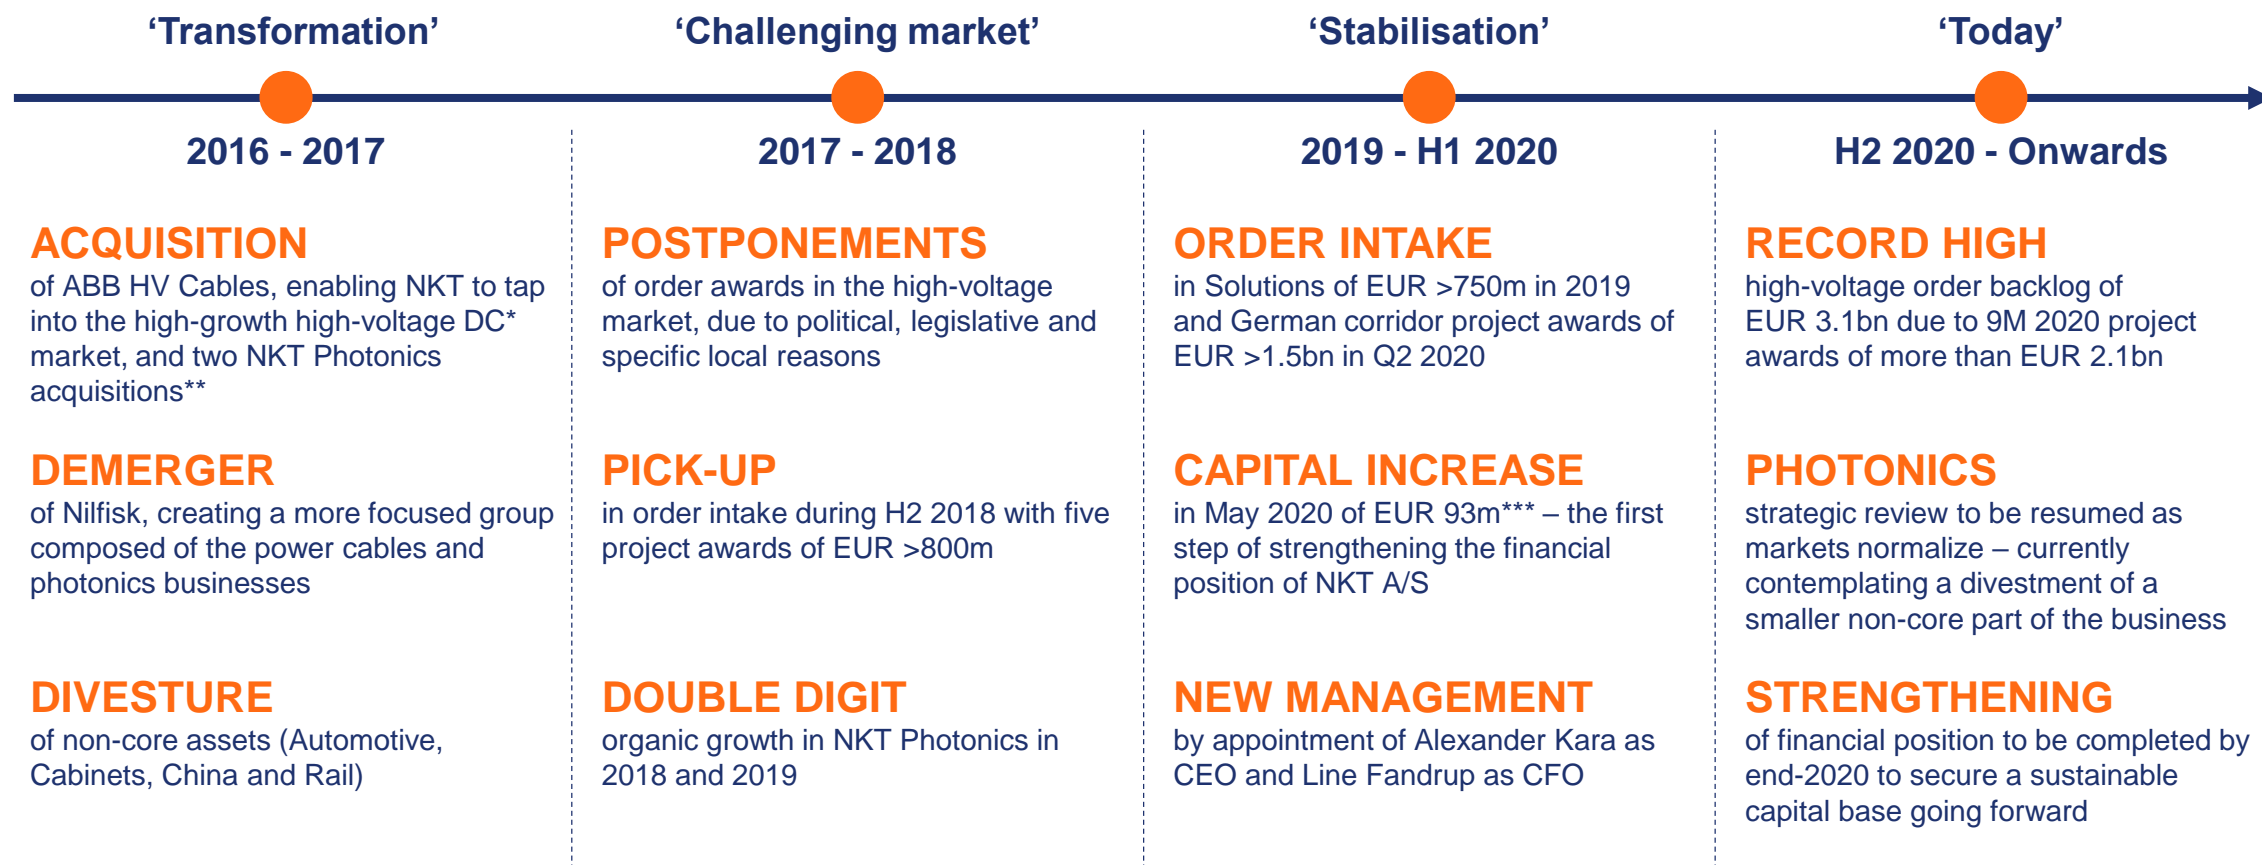 ‘Transformation’
‘Challenging market’
‘Stabilisation’
‘Today’
2016 - 2017
2017 - 2018
2019 - H1 2020
H2 2020 - Onwards
ACQUISITION
of ABB HV Cables, enabling NKT to tap
into the high-growth high-voltage DC*
market, and two NKT Photonics
acquisitions**
DEMERGER
of Nilfisk, creating a more focused group
composed of the power cables and
photonics businesses
DIVESTURE
of non-core assets (Automotive,
Cabinets, China and Rail)
POSTPONEMENTS
of order awards in the high-voltage
market, due to political, legislative and
specific local reasons
PICK-UP
in order intake during H2 2018 with five
project awards of EUR >800m
DOUBLE DIGIT
organic growth in NKT Photonics in
2018 and 2019
ORDER INTAKE
in Solutions of EUR >750m in 2019
and German corridor project awards of
EUR >1.5bn in Q2 2020
CAPITAL INCREASE
in May 2020 of EUR 93m*** – the first
step of strengthening the financial
position of NKT A/S
NEW MANAGEMENT
by appointment of Alexander Kara as
CEO and Line Fandrup as CFO
RECORD HIGH
high-voltage order backlog of
EUR 3.1bn due to 9M 2020 project
awards of more than EUR 2.1bn
PHOTONICS
strategic review to be resumed as
markets normalize – currently
contemplating a divestment of a
smaller non-core part of the business
STRENGTHENING
of financial position to be completed by
end-2020 to secure a sustainable
capital base going forward